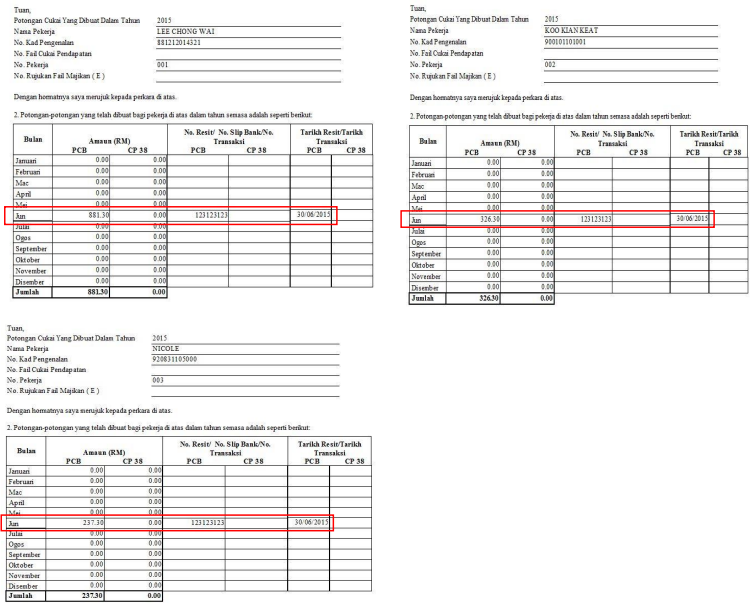 Tuan,
Potongan Cukai Yang Dibuat Dalam Tahun 2015
Nama Pekerja LEE CHONG WAI
No. Kad Pengenalan 881212014321
No. Fail Cukai Pendapatan
No. Pekerja 001
No. Rujukan Fail Majikan ( E )
Dengan hormatnya saya merujuk kepada perkara di atas.
2. Potongan-potongan yang telah dibuat bagi pekerja di atas dalam tahun semasa adalah seperti berikut:
Bulan Amaun (RM) No. Resit/ No. Slip Bank/No. Transaksi Tarikh Resit/Tarikh Transaksi
PCB CP 38 PCB CP 38 PCB CP 38
Januari 0.00 0.00
Februari 0.00 0.00
Mac 0.00 0.00
April 0.00 0.00
Mei 0.00 0.00
Jun 881.30 0.00 123123123 30/06/2015
Julai 0.00 0.00
Ogos 0.00 0.00
September 0.00 0.00
Oktober 0.00 0.00
November 0.00 0.00
Disember 0.00 0.00
Jumlah 881.30 0.00
Tuan,
Potongan Cukai Yang Dibuat Dalam Tahun 2015
Nama Pekerja KOO KIAN KEAT
No. Kad Pengenalan 900101101001
No. Fail Cukai Pendapatan
No. Pekerja 002
No. Rujukan Fail Majikan ( E )
Dengan hormatnya saya merujuk kepada perkara di atas.
2. Potongan-potongan yang telah dibuat bagi pekerja di atas dalam tahun semasa adalah seperti berikut:
Bulan Amaun (RM) No. Resit/ No. Slip Bank/No. Transaksi Tarikh Resit/Tarikh Transaksi
PCB CP 38 PCB CP 38 PCB CP 38
Januari 0.00 0.00
Februari 0.00 0.00
Mac 0.00 0.00
April 0.00 0.00
Mei 0.00 0.00
Jun 326.30 0.00 123123123 30/06/2015
Julai 0.00 0.00
Ogos 0.00 0.00
September 0.00 0.00
Oktober 0.00 0.00
November 0.00 0.00
Disember 0.00 0.00
Jumlah 326.30 0.00
Tuan,
Potongan Cukai Yang Dibuat Dalam Tahun 2015
Nama Pekerja NICOLE
No. Kad Pengenalan 920831105000
No. Fail Cukai Pendapatan
No. Pekerja 003
No. Rujukan Fail Majikan ( E )
Dengan hormatnya saya merujuk kepada perkara di atas.
2. Potongan-potongan yang telah dibuat bagi pekerja di atas dalam tahun semasa adalah seperti berikut:
Bulan Amaun (RM) No. Resit/ No. Slip Bank/No. Transaksi Tarikh Resit/Tarikh Transaksi
PCB CP 38 PCB CP 38 PCB CP 38
Januari 0.00 0.00
Februari 0.00 0.00
Mac 0.00 0.00
April 0.00 0.00
Mei 0.00 0.00
Jun 237.30 0.00 123123123 30/06/2015
Julai 0.00 0.00
Ogos 0.00 0.00
September 0.00 0.00
Oktober 0.00 0.00
November 0.00 0.00
Disember 0.00 0.00
Jumlah 237.30 0.00